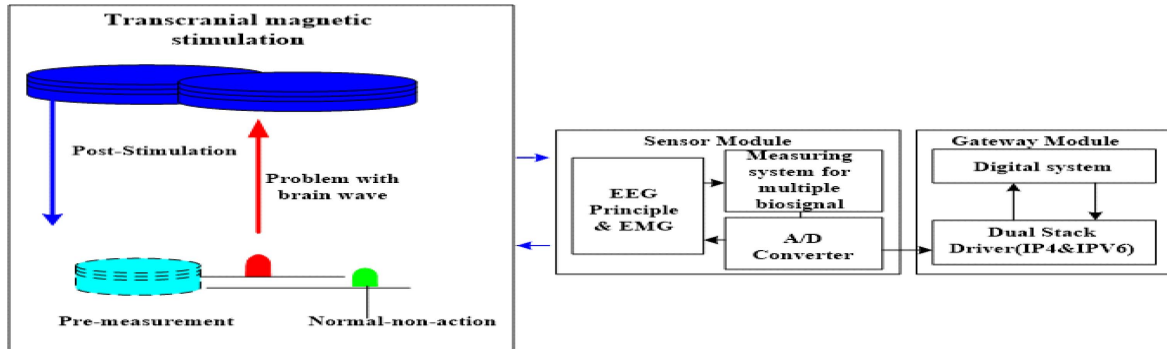 Transcranial magnetic
stimulation
Post-Stimulation
Problem with
brain wave
Pre-measurement
Normal-non-action
Sensor Module
EEG
Principle
& EMG
Measuring
system for
multiple
biosignal
A/D
Converter
Gateway Module
Digital system
Dual Stack
Driver(IP4&IPV6)